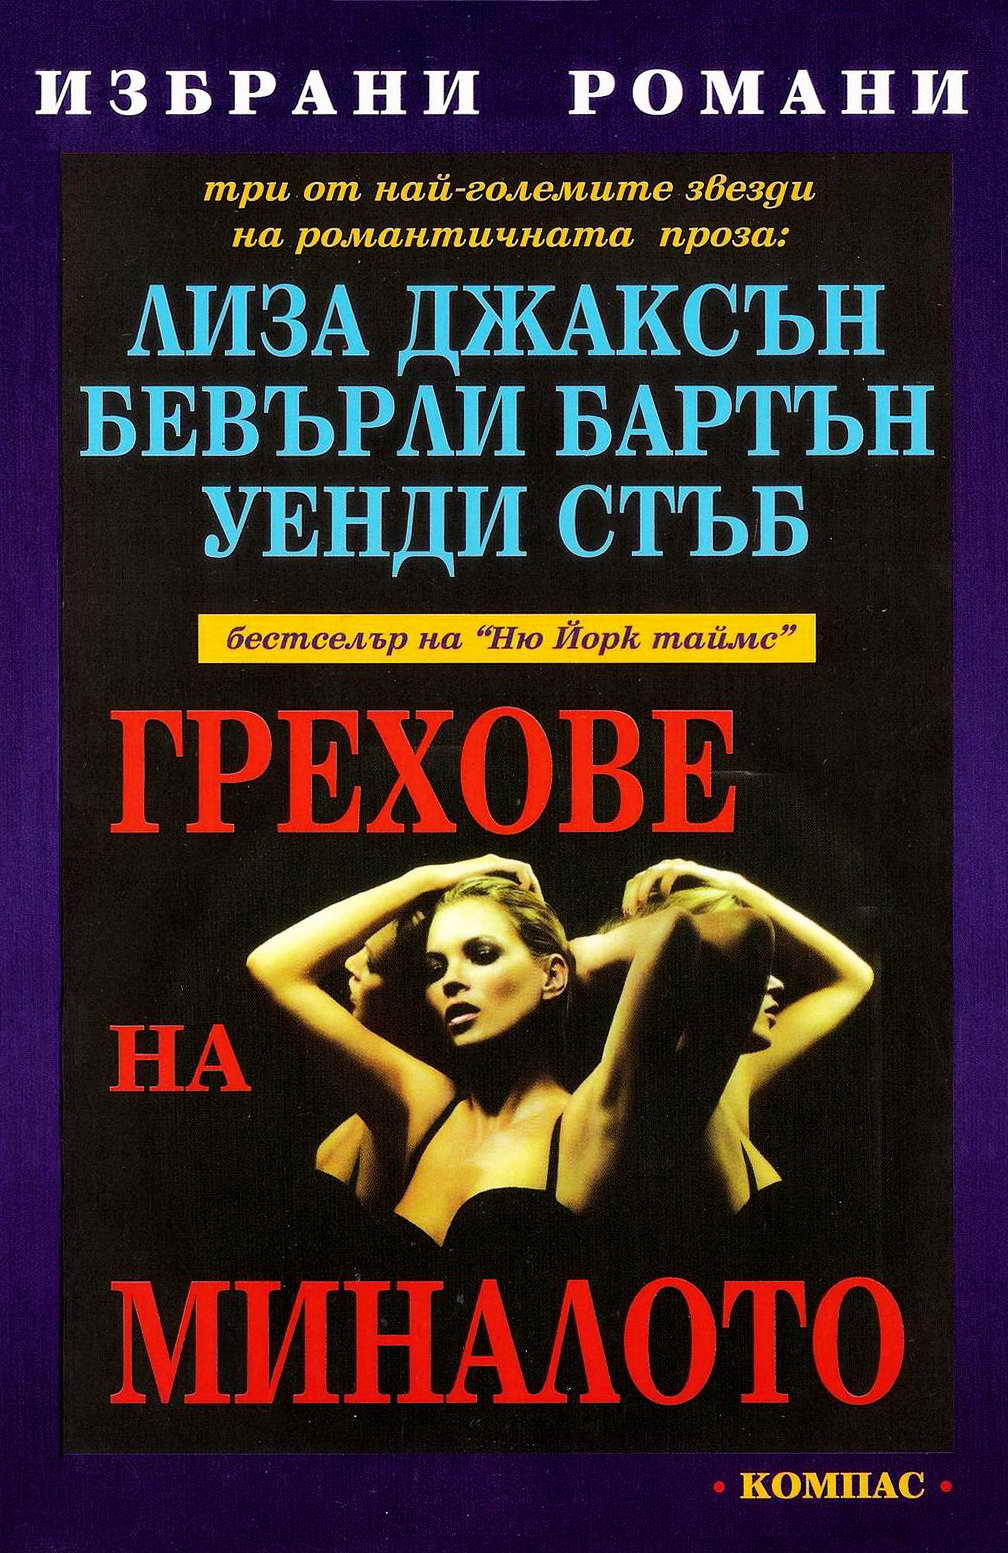 ИЗБРАНИ РОМАНИ
три от най-големите звезди
на романтичната проза:
ЛИЗА ДЖАКСЪН
БЕВЪРЛИ БАРТЪН
УЕНДИ СТЪБ
бестселър на “Ню Йорк таймс”
ГРЕХОВЕ
НА
МИНАЛОТО
• КОМПАС •